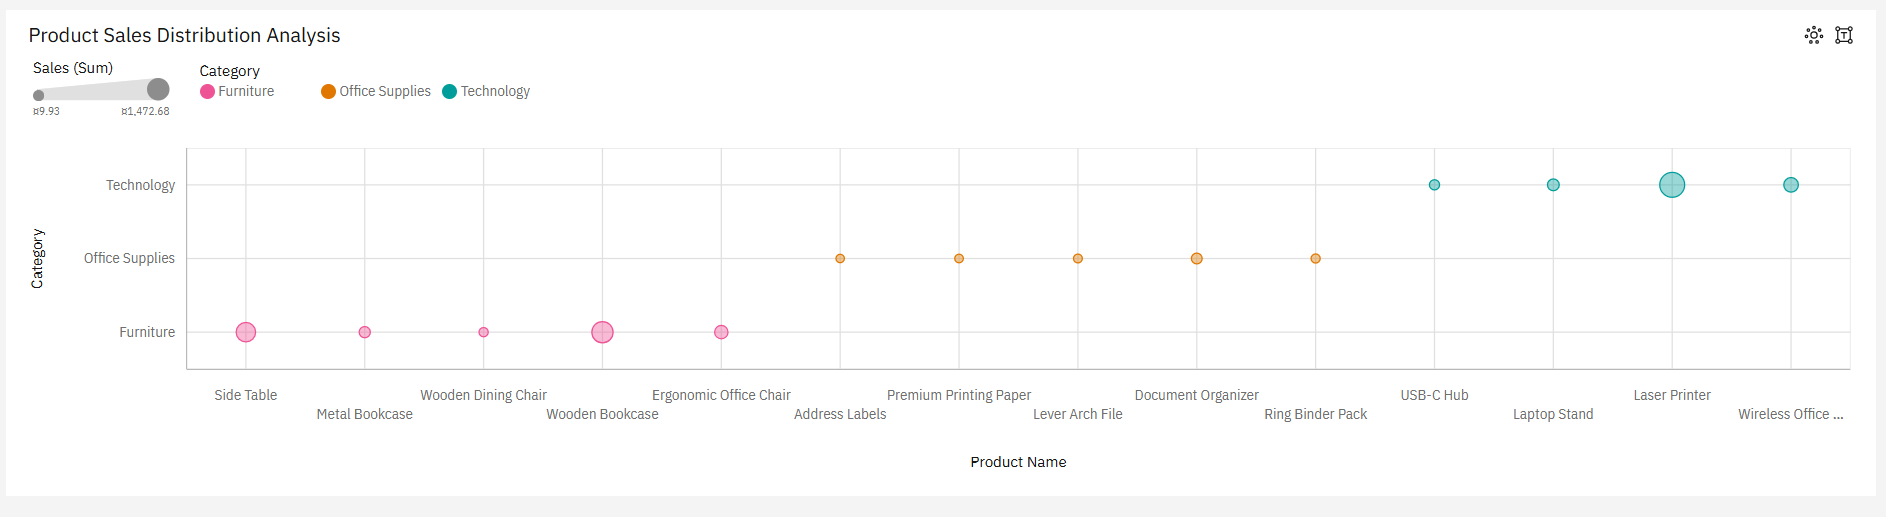 Product Sales Distribution Analysis
Sales (Sum)
¤9.93 ¤1,472.68
Category
Furniture Office Supplies Technology
Category
Technology
Office Supplies
Furniture
Side Table Wooden Dining Chair Ergonomic Office Chair Premium Printing Paper Document Organizer USB-C Hub Laser Printer
Metal Bookcase Wooden Bookcase Address Labels Lever Arch File Ring Binder Pack Laptop Stand Wireless Office ...
Product Name